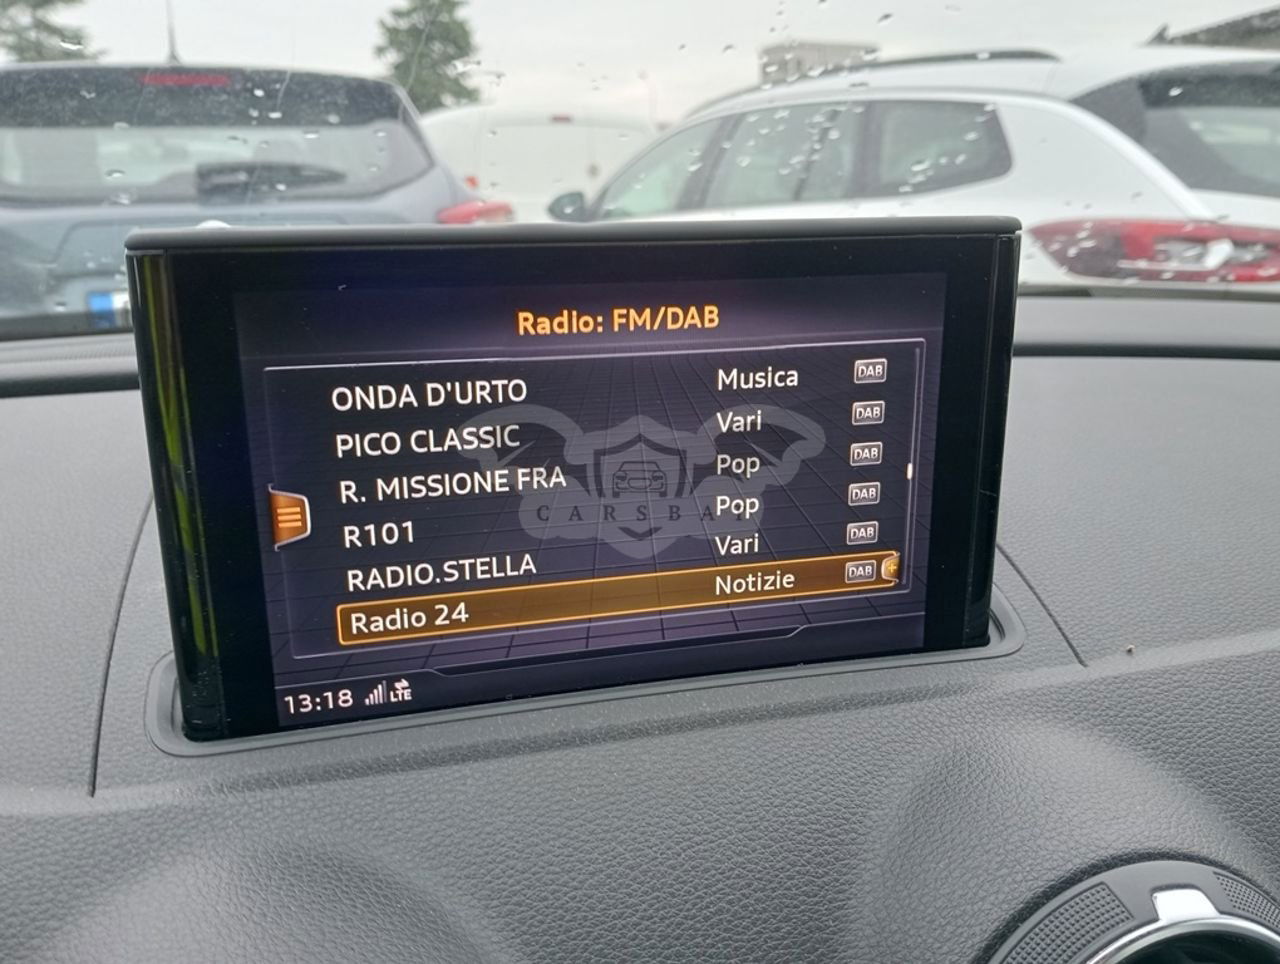 Radio: FM/DAB
ONDA D'URTO Musica DAB
PICO CLASSIC Vari DAB
R. MISSIONE FRA Pop DAB
R101 Pop DAB
RADIO.STELLA Vari DAB
Radio 24 Notizie DAB +
13:18 LTE
CARSBAY